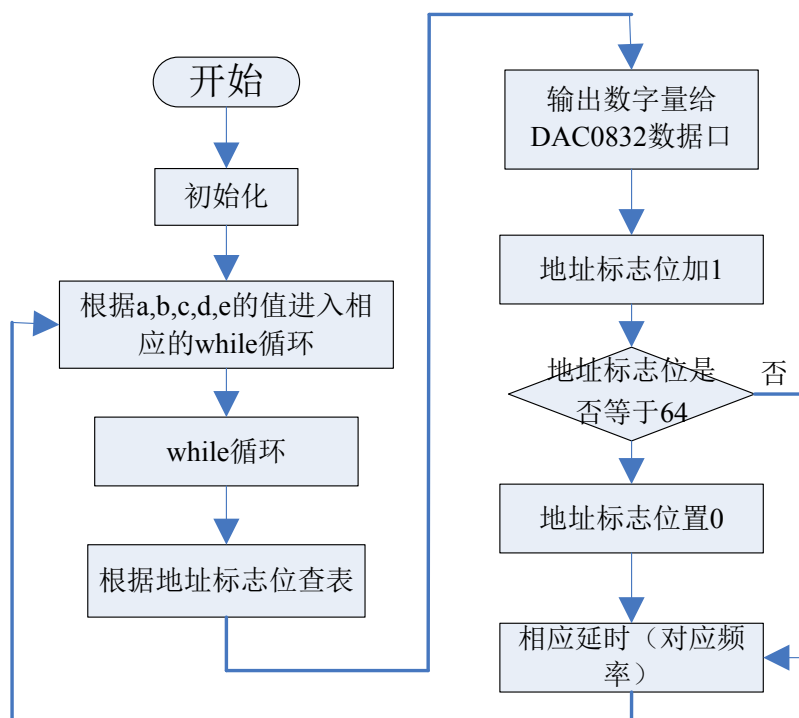 开始
初始化
根据a,b,c,d,e的值进入相
应的while循环
while循环
根据地址标志位查表
输出数字量给
DAC0832数据口
地址标志位加1
地址标志位是
否等于64
否
地址标志位置0
相应延时（对应频
率）